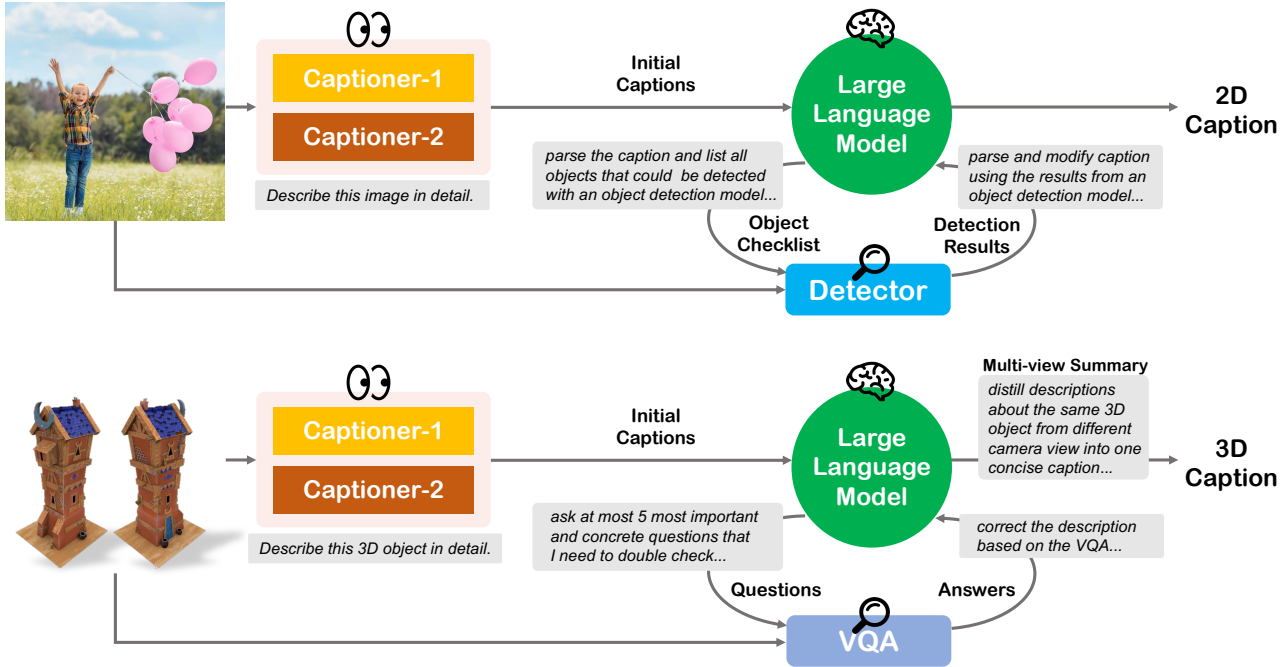 Captioner-1
Captioner-2
Describe this image in detail.
Initial
Captions
Large
Language
Model
2D
Caption
parse the caption and list all
objects that could be detected
with an object detection model...
parse and modify caption
using the results from an
object detection model...
Object
Checklist
Detection
Results
Detector
Captioner-1
Captioner-2
Describe this 3D object in detail.
Initial
Captions
Large
Language
Model
Multi-view Summary
distill descriptions
about the same 3D
object from different
camera view into one
concise caption...
3D
Caption
ask at most 5 most important
and concrete questions that
I need to double check...
correct the description
based on the VQA...
Questions
Answers
VQA